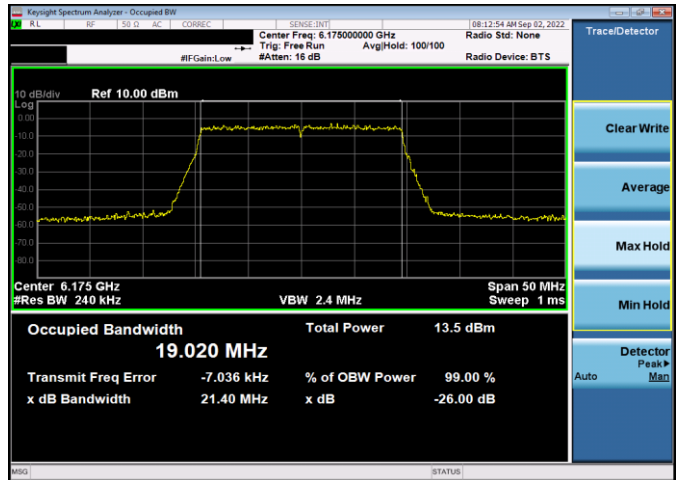 Keysight Spectrum Analyzer - Occupied BW
RL RF 50 Ω AC CORREC SENSE:INT 08:12:54 AM Sep 02, 2022
Center Freq: 6.175000000 GHz Radio Std: None
Trig: Free Run Avg|Hold: 100/100
#IFGain:Low #Atten: 16 dB Radio Device: BTS
Trace/Detector
10 dB/div Ref 10.00 dBm
Log
0.00
-10.0
-20.0
-30.0
-40.0
-50.0
-60.0
-70.0
-80.0
Center 6.175 GHz Span 50 MHz
#Res BW 240 kHz VBW 2.4 MHz Sweep 1 ms
Occupied Bandwidth Total Power 13.5 dBm
19.020 MHz
Transmit Freq Error -7.036 kHz % of OBW Power 99.00 %
x dB Bandwidth 21.40 MHz x dB -26.00 dB
Clear Write
Average
Max Hold
Min Hold
Detector
Peak▶
Auto Man
MSG STATUS